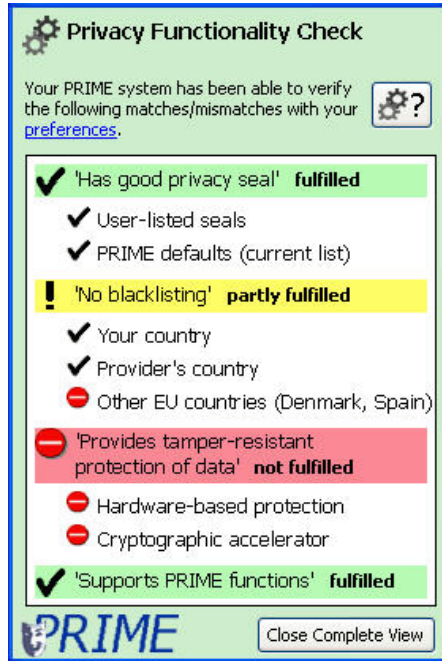 Privacy Functionality Check
Your PRIME system has been able to verify
the following matches/mismatches with your
preferences.
?
'Has good privacy seal' fulfilled
User-listed seals
PRIME defaults (current list)
! 'No blacklisting' partly fulfilled
Your country
Provider's country
Other EU countries (Denmark, Spain)
'Provides tamper-resistant
protection of data' not fulfilled
Hardware-based protection
Cryptographic accelerator
'Supports PRIME functions' fulfilled
PRIME
Close Complete View